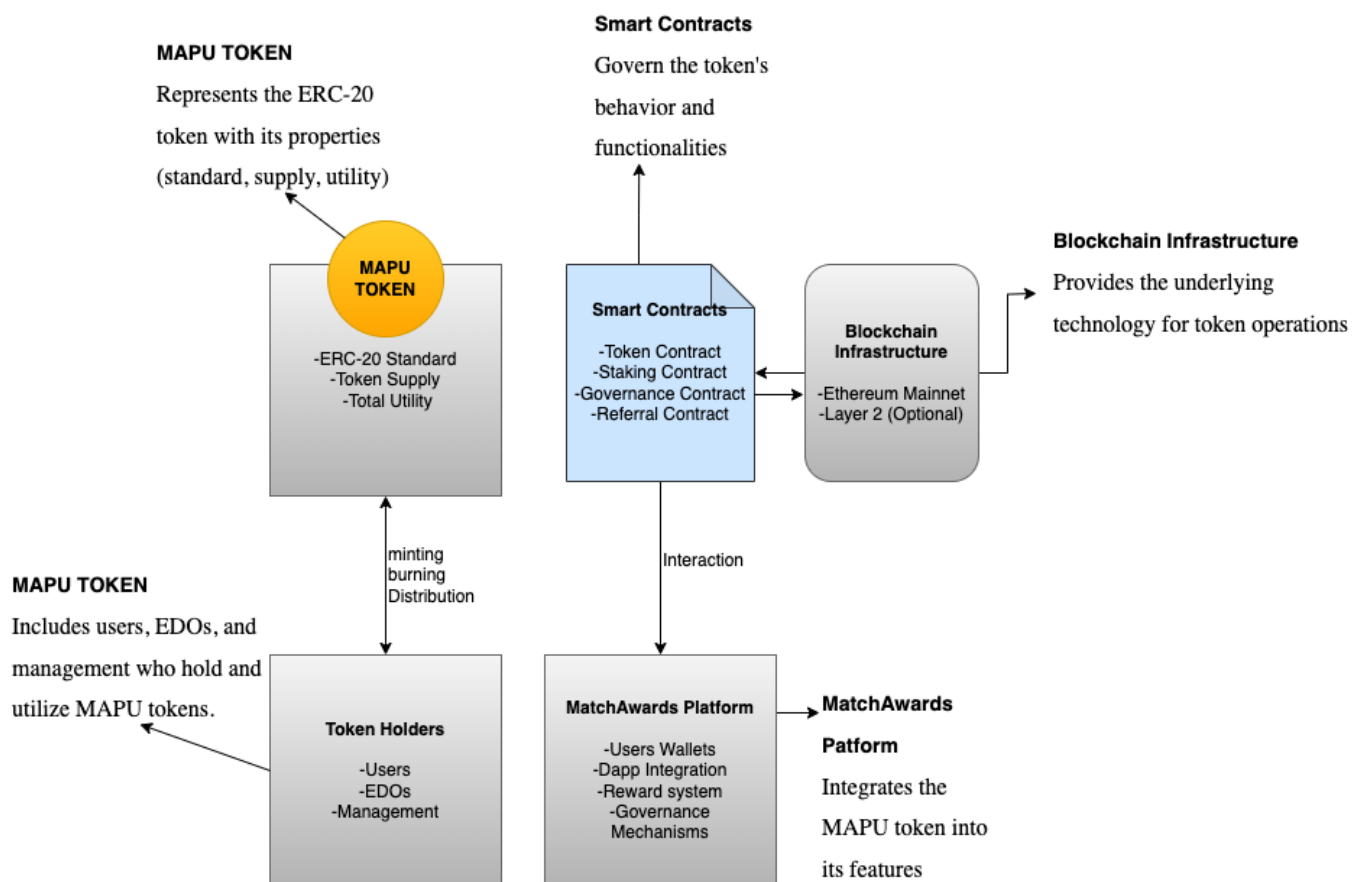 Smart Contracts
Govern the token's
behavior and
functionalities
MAPU TOKEN
Represents the ERC-20
token with its properties
(standard, supply, utility)
Blockchain Infrastructure
Provides the underlying
technology for token operations
MAPU
TOKEN
-ERC-20 Standard
-Token Supply
-Total Utility
Smart Contracts
-Token Contract
-Staking Contract
-Governance Contract
-Referral Contract
Blockchain
Infrastructure
-Ethereum Mainnet
-Layer 2 (Optional)
minting
burning
Distribution
Interaction
MAPU TOKEN
Includes users, EDOs, and
management who hold and
utilize MAPU tokens.
Token Holders
-Users
-EDOs
-Management
MatchAwards Platform
-Users Wallets
-Dapp Integration
-Reward system
-Governance
Mechanisms
MatchAwards
Patform
Integrates the
MAPU token into
its features